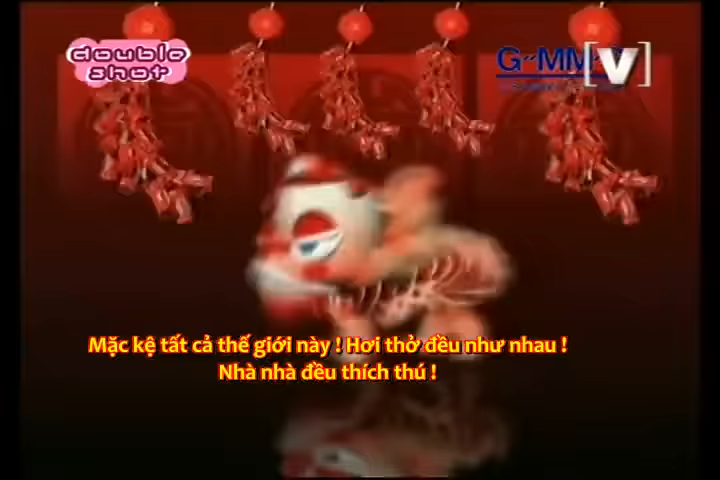 double
shot
G"MM'
[V]
Mặc kệ tất cả thế giới này ! Hơi thở đều như nhau !
Nhà nhà đều thích thú !